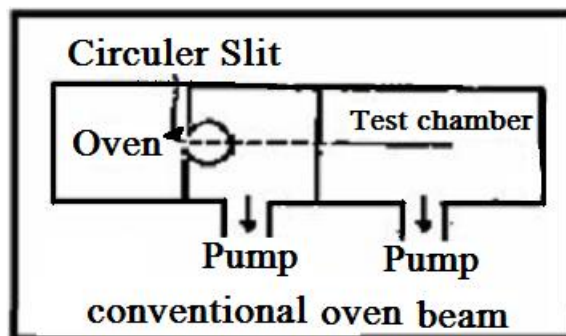 Circuler Slit
Oven
Test chamber
Pump
Pump
conventional oven beam